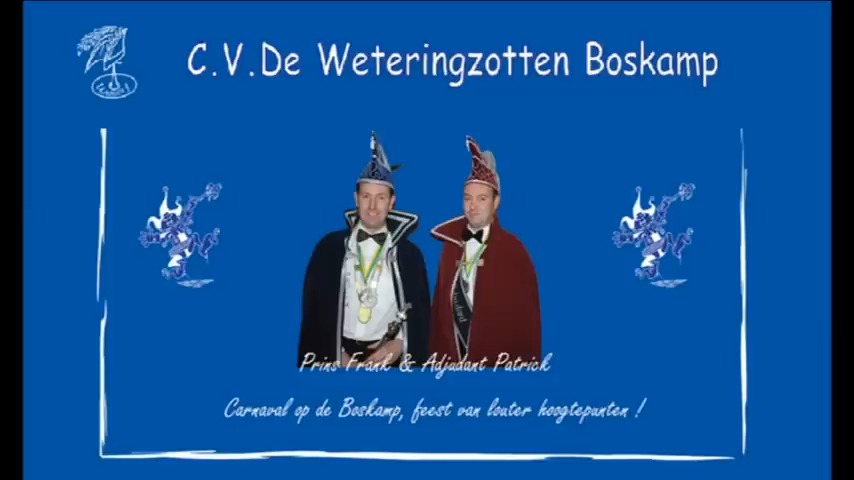 C.V.De Weteringzotten Boskamp
Prins Frank & Adjudant Patrick
Carnaval op de Boskamp, feest van louter hoogtepunten !